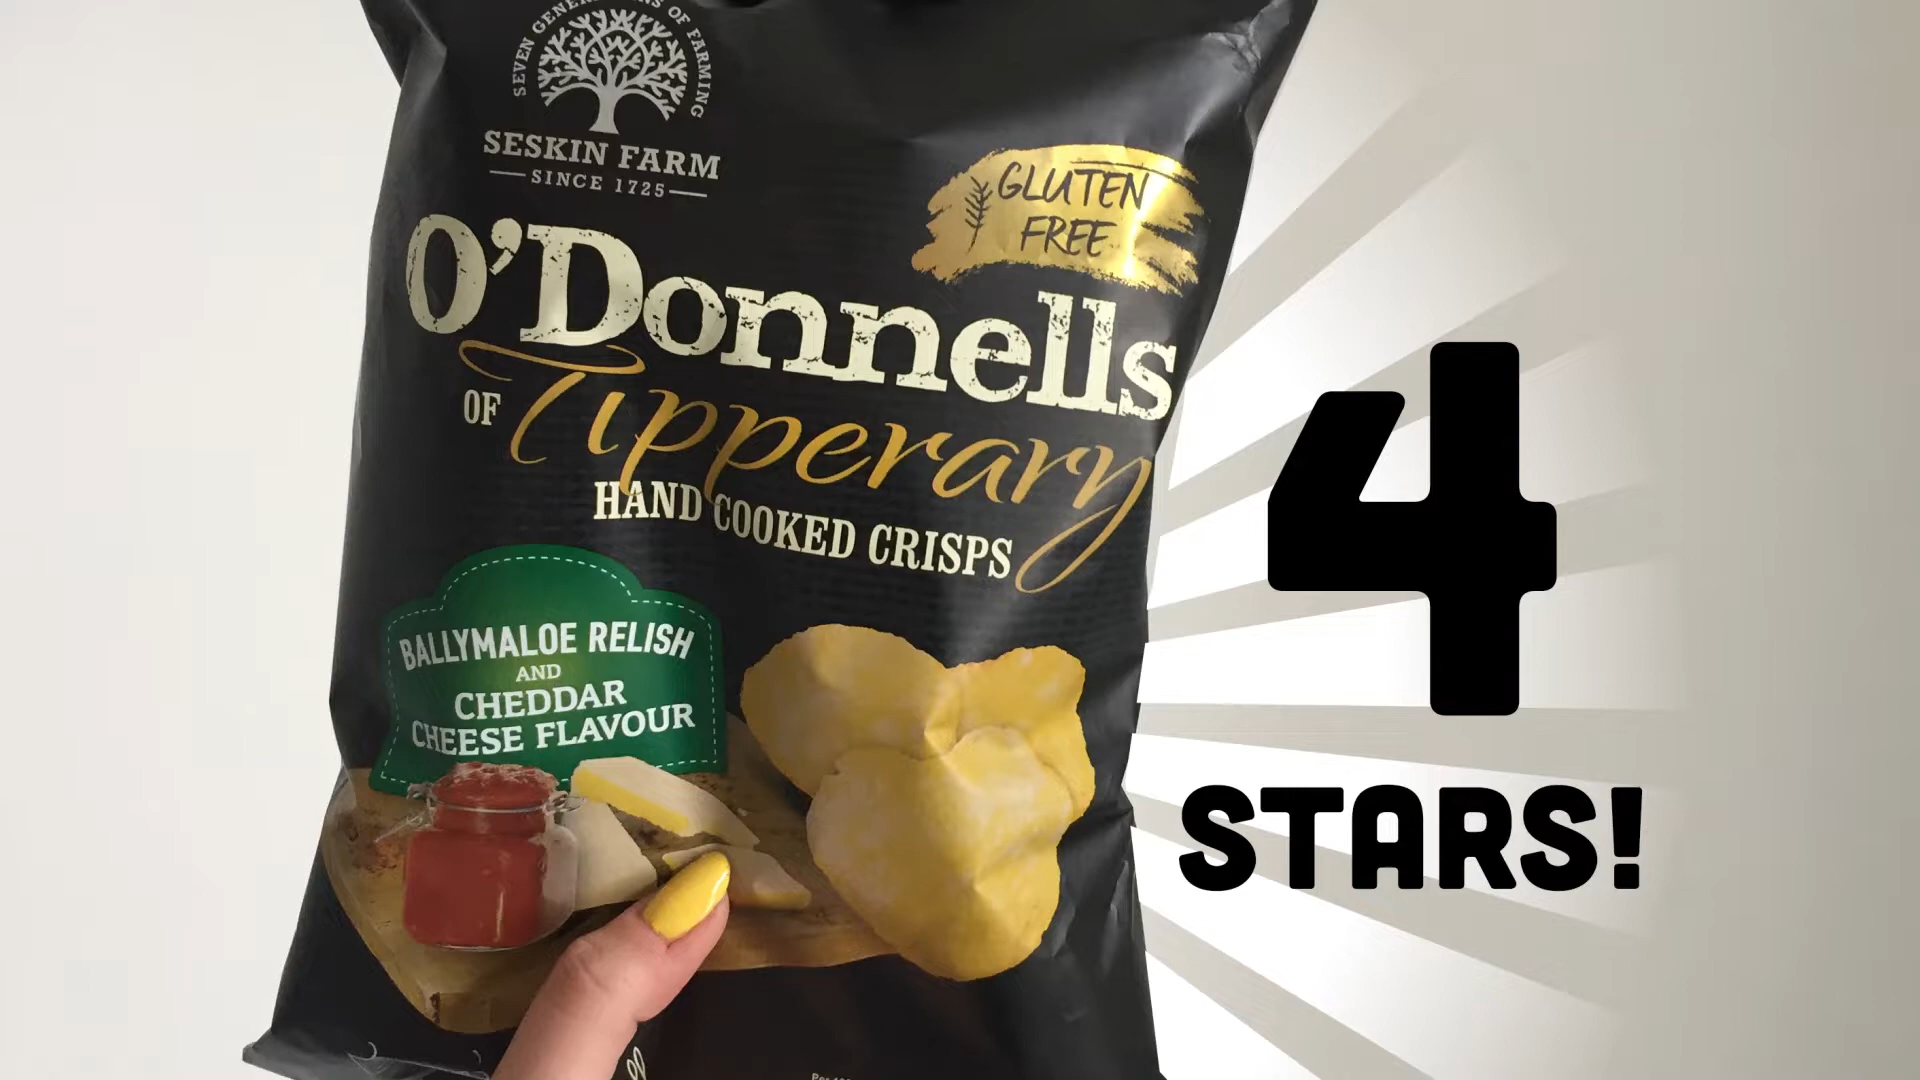 SEVEN GENERATIONS OF FARMING
SESKIN FARM
SINCE 1725
GLUTEN
FREE
O'Donnells
OF Tipperary
HAND COOKED CRISPS
BALLYMALOE RELISH
AND
CHEDDAR
CHEESE FLAVOUR
4
STARS!